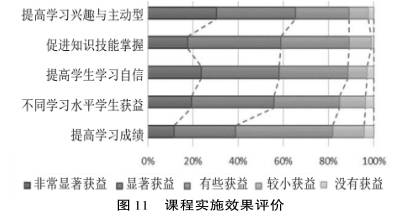 提高学习兴趣与主动型
促进知识技能掌握
提高学生学习自信
不同学习水平学生获益
提高学习成绩
0% 20% 40% 60% 80% 100%
■非常显著获益 ■显著获益 ■有些获益 ■较小获益 ■没有获益
图 11 课程实施效果评价